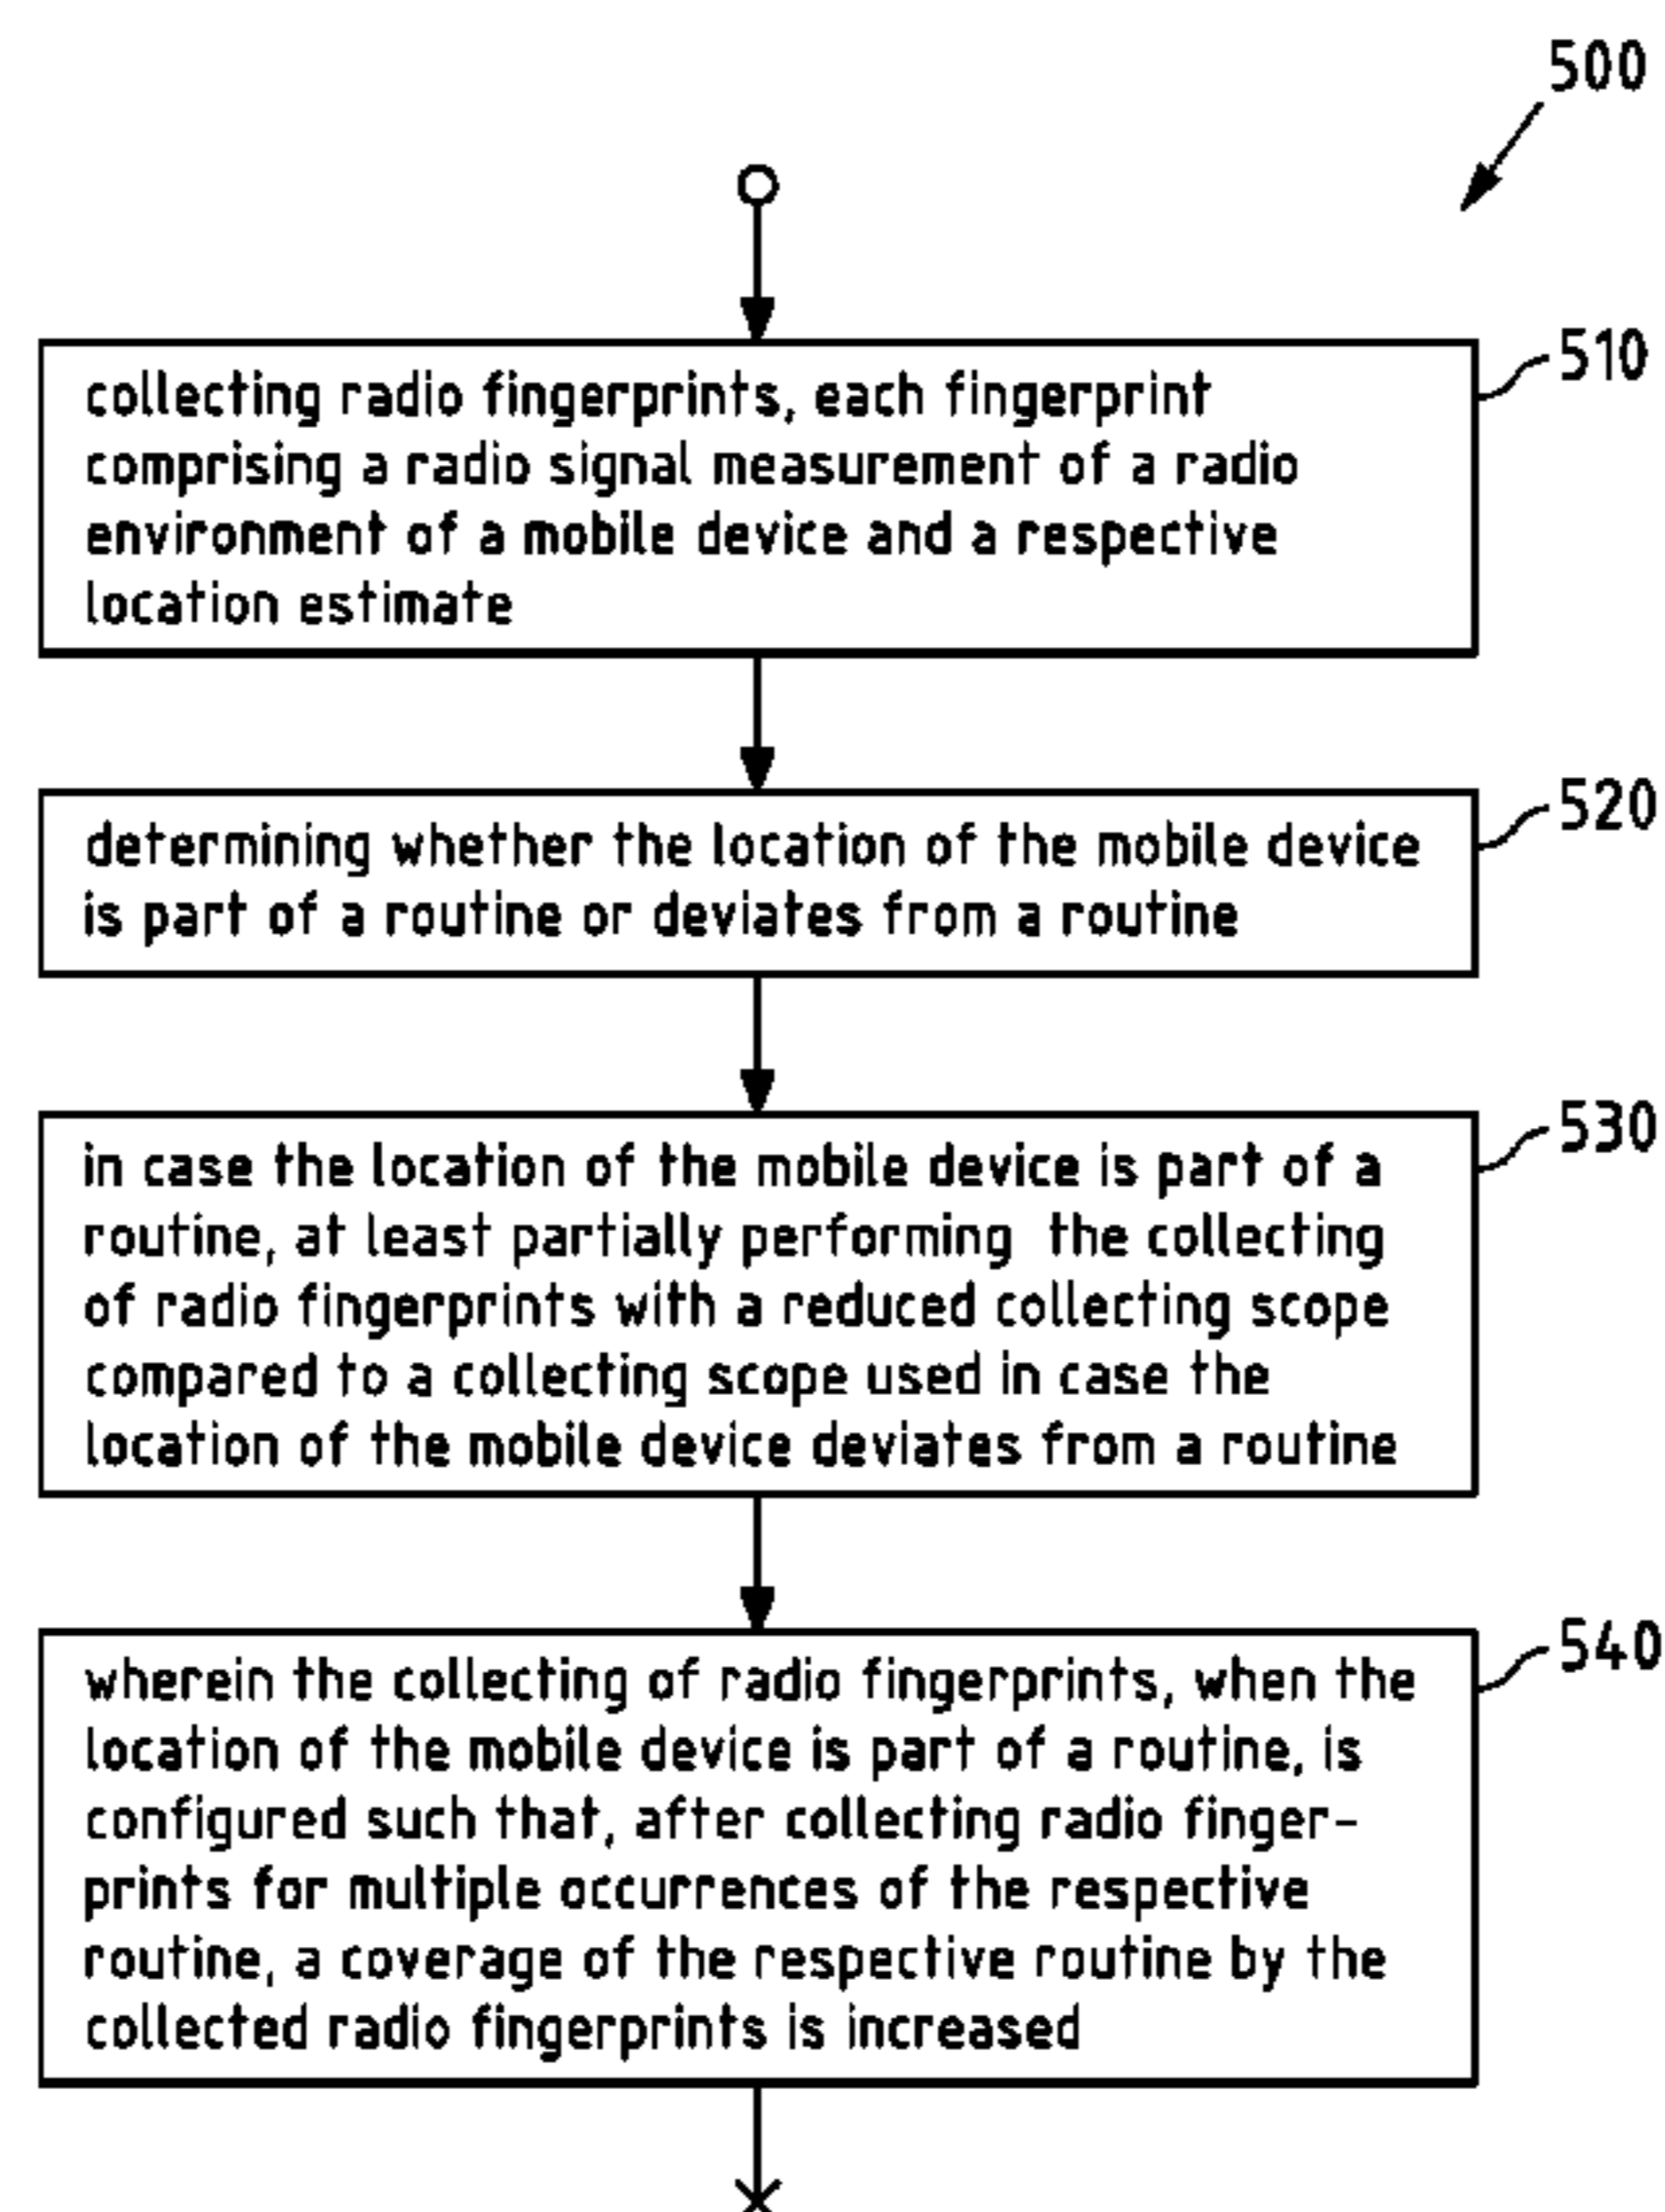 500
510
collecting radio fingerprints, each fingerprint
comprising a radio signal measurement of a radio
environment of a mobile device and a respective
location estimate
520
determining whether the location of the mobile device
is part of a routine or deviates from a routine
530
in case the location of the mobile device is part of a
routine, at least partially performing the collecting
of radio fingerprints with a reduced collecting scope
compared to a collecting scope used in case the
location of the mobile device deviates from a routine
540
wherein the collecting of radio fingerprints, when the
location of the mobile device is part of a routine, is
configured such that, after collecting radio finger-
prints for multiple occurrences of the respective
routine, a coverage of the respective routine by the
collected radio fingerprints is increased